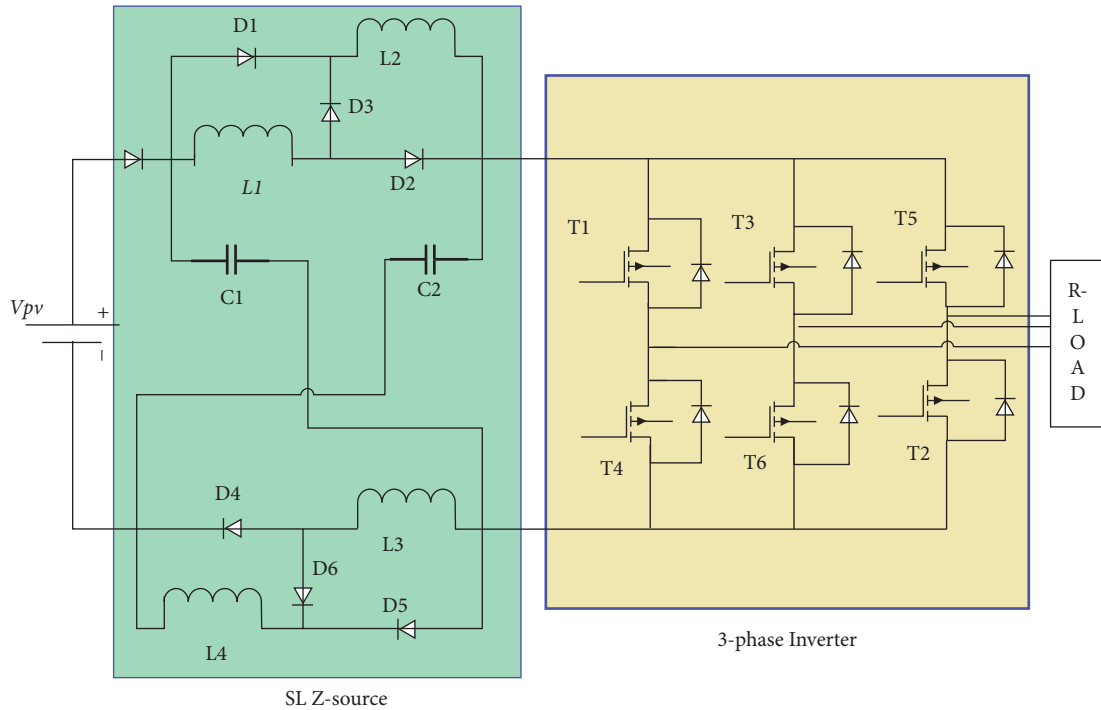 D1
L2
D3
L1
D2
T1
T3
T5
C1
C2
Vpv
+
–
R-
L
O
A
D
T4
T6
T2
D4
L3
D6
D5
L4
3-phase Inverter
SL Z-source